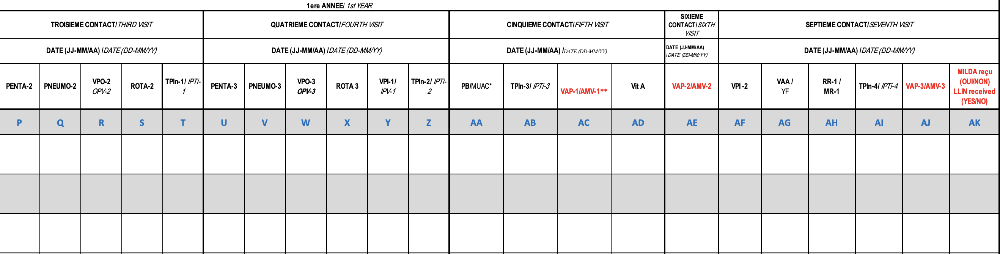 1ere ANNEE/ 1st YEAR
TROISIEME CONTACT/ THIRD VISIT
QUATRIEME CONTACT/ FOURTH VISIT
CINQUIEME CONTACT/ FIFTH VISIT
SIXIEME
CONTACT/ SIXTH
VISIT
SEPTIEME CONTACT/ SEVENTH VISIT
DATE (JJ-MM/AA) / DATE (DD-MM/YY)
DATE (JJ-MM/AA) / DATE (DD-MM/YY)
DATE (JJ-MM/AA) / DATE (DD-MM/YY)
DATE (JJ-MM/AA)
/ DATE (DD-MM/YY)
DATE (JJ-MM/AA) / DATE (DD-MM/YY)
PENTA-2
PNEUMO-2
VPO-2
OPV-2
ROTA-2
TPIn-1/ IPTi-
1
PENTA-3
PNEUMO-3
VPO-3
OPV-3
ROTA 3
VPI-1/
IPV-1
TPIn-2/ IPTi-
2
PB/MUAC*
TPIn-3/ IPTi-3
VAP-1/AMV-1**
Vit A
VAP-2/AMV-2
VPI -2
VAA /
YF
RR-1 /
MR-1
TPIn-4/ IPTi-4
VAP-3/AMV-3
MILDA reçu
(OUI/NON)
LLIN received
(YES/NO)
P Q R S T U V W X Y Z AA AB AC AD AE AF AG AH AI AJ AK